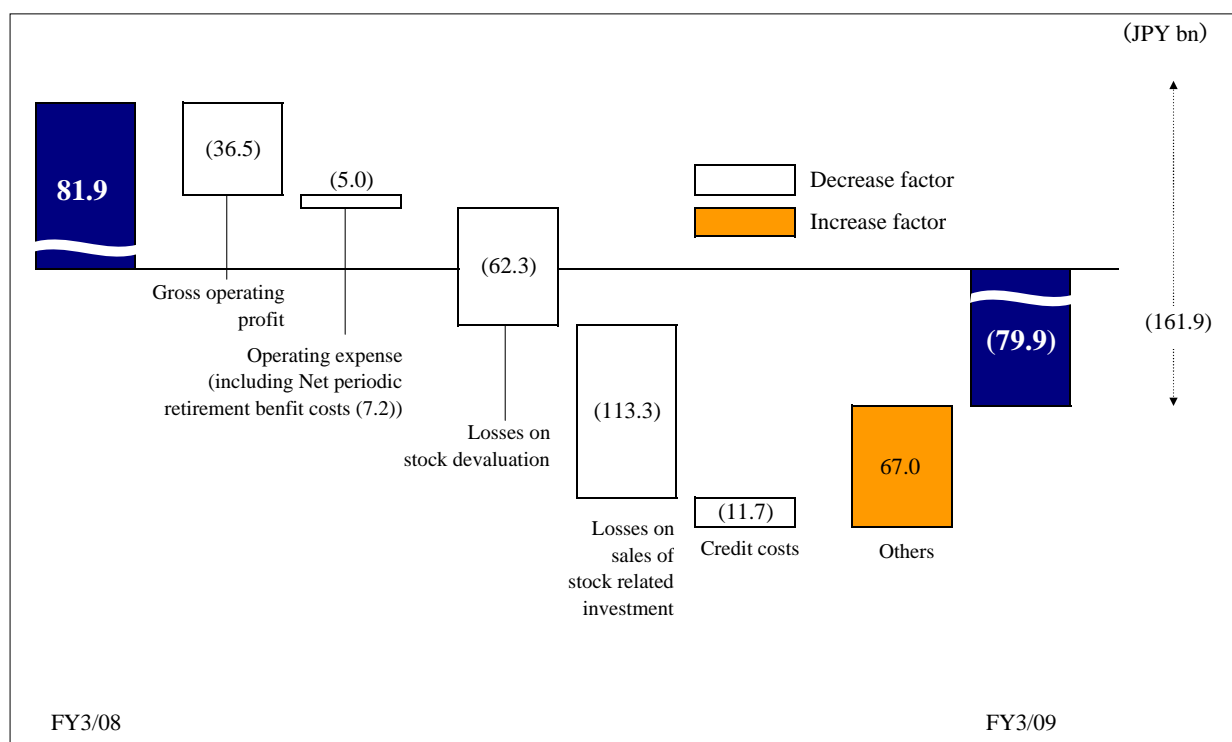 (JPY bn)
81.9
(36.5)
(5.0)
Decrease factor
Increase factor
(62.3)
Gross operating
profit
Operating expense
(including Net periodic
retirement benfit costs (7.2))
Losses on
stock devaluation
(113.3)
Losses on
sales of
stock related
investment
(11.7)
Credit costs
67.0
Others
(79.9)
(161.9)
FY3/08
FY3/09